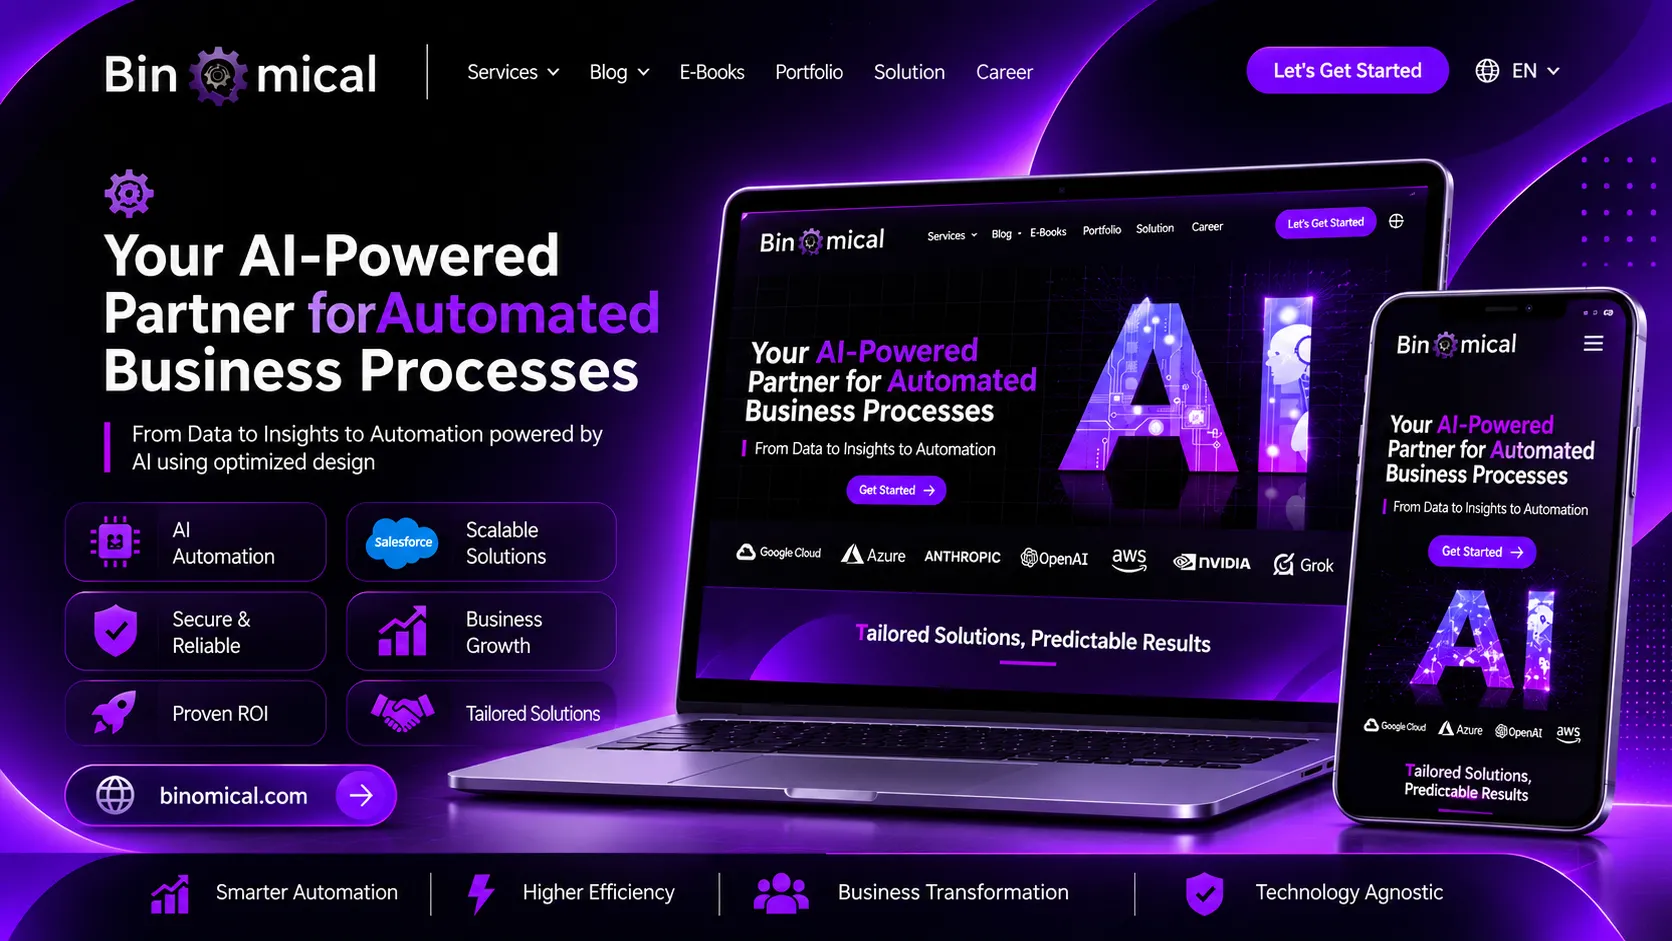 Binomical
Services
Blog
E-Books
Portfolio
Solution
Career
Let's Get Started
EN
Your AI-Powered
Partner forAutomated
Business Processes
From Data to Insights to Automation powered by
AI using optimized design
AI
Automation
Salesforce
Scalable
Solutions
Secure &
Reliable
Business
Growth
Proven ROI
Tailored Solutions
binomical.com
Binomical
Services
Blog
E-Books
Portfolio
Solution
Career
Let's Get Started
Your AI-Powered
Partner for Automated
Business Processes
From Data to Insights to Automation
Get Started
AI
Google Cloud
Azure
ANTHROPIC
OpenAI
aws
NVIDIA
Grok
Tailored Solutions, Predictable Results
Binomical
Your AI-Powered
Partner for Automated
Business Processes
From Data to Insights to Automation
Get Started
AI
Google Cloud
Azure
OpenAI
aws
Tailored Solutions,
Predictable Results
Smarter Automation
Higher Efficiency
Business Transformation
Technology Agnostic